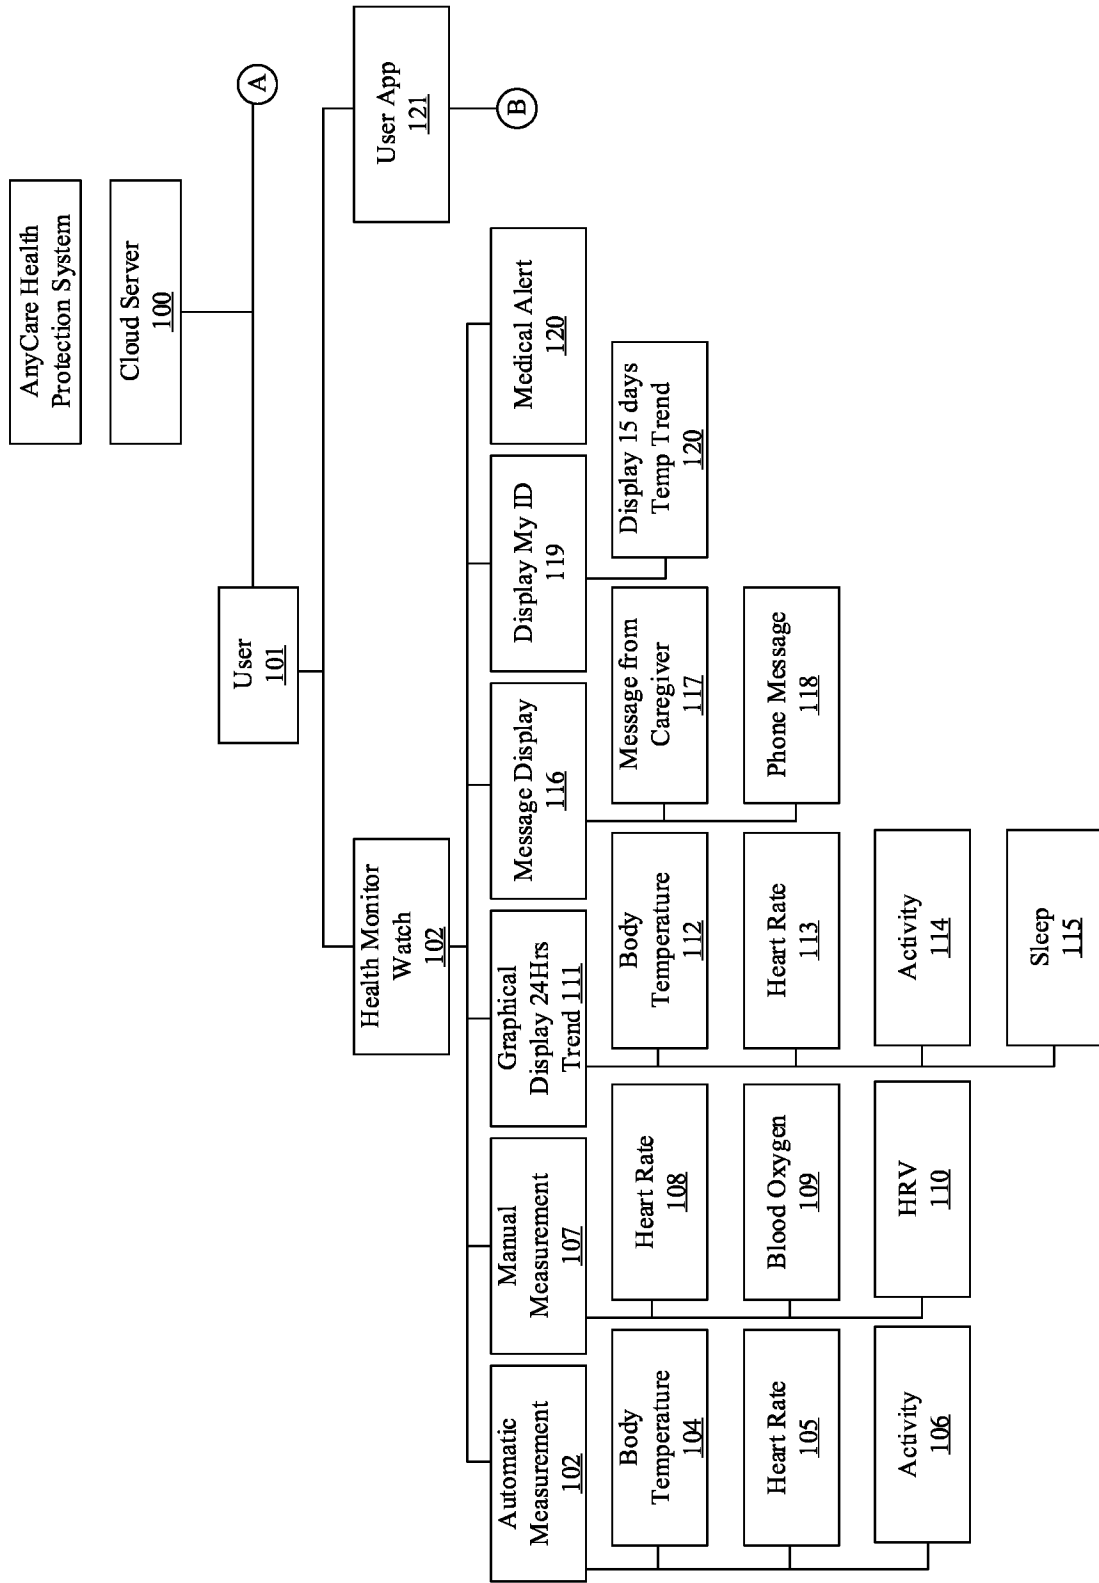 AnyCare Health
Protection System
Cloud Server
100
A
User
101
User App
121
B
Health Monitor
Watch
102
Automatic
Measurement
102
Manual
Measurement
107
Graphical
Display 24Hrs
Trend 111
Message Display
116
Display My ID
119
Medical Alert
120
Body
Temperature
104
Heart Rate
105
Activity
106
Heart Rate
108
Blood Oxygen
109
HRV
110
Body
Temperature
112
Heart Rate
113
Activity
114
Sleep
115
Message from
Caregiver
117
Phone Message
118
Display 15 days
Temp Trend
120